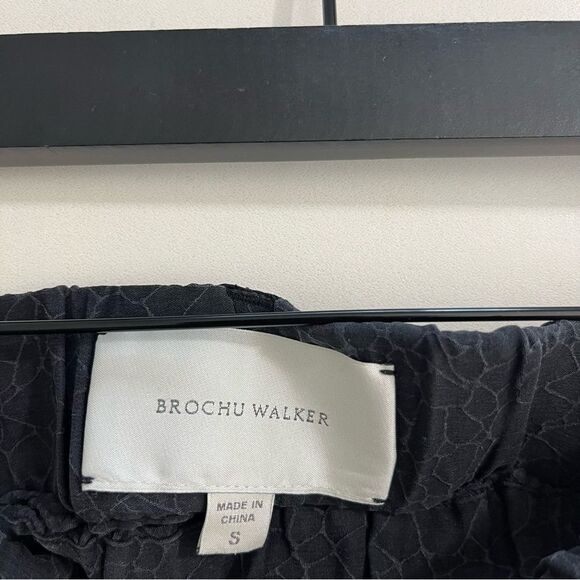 BROCHU WALKER
MADE IN
CHINA
S